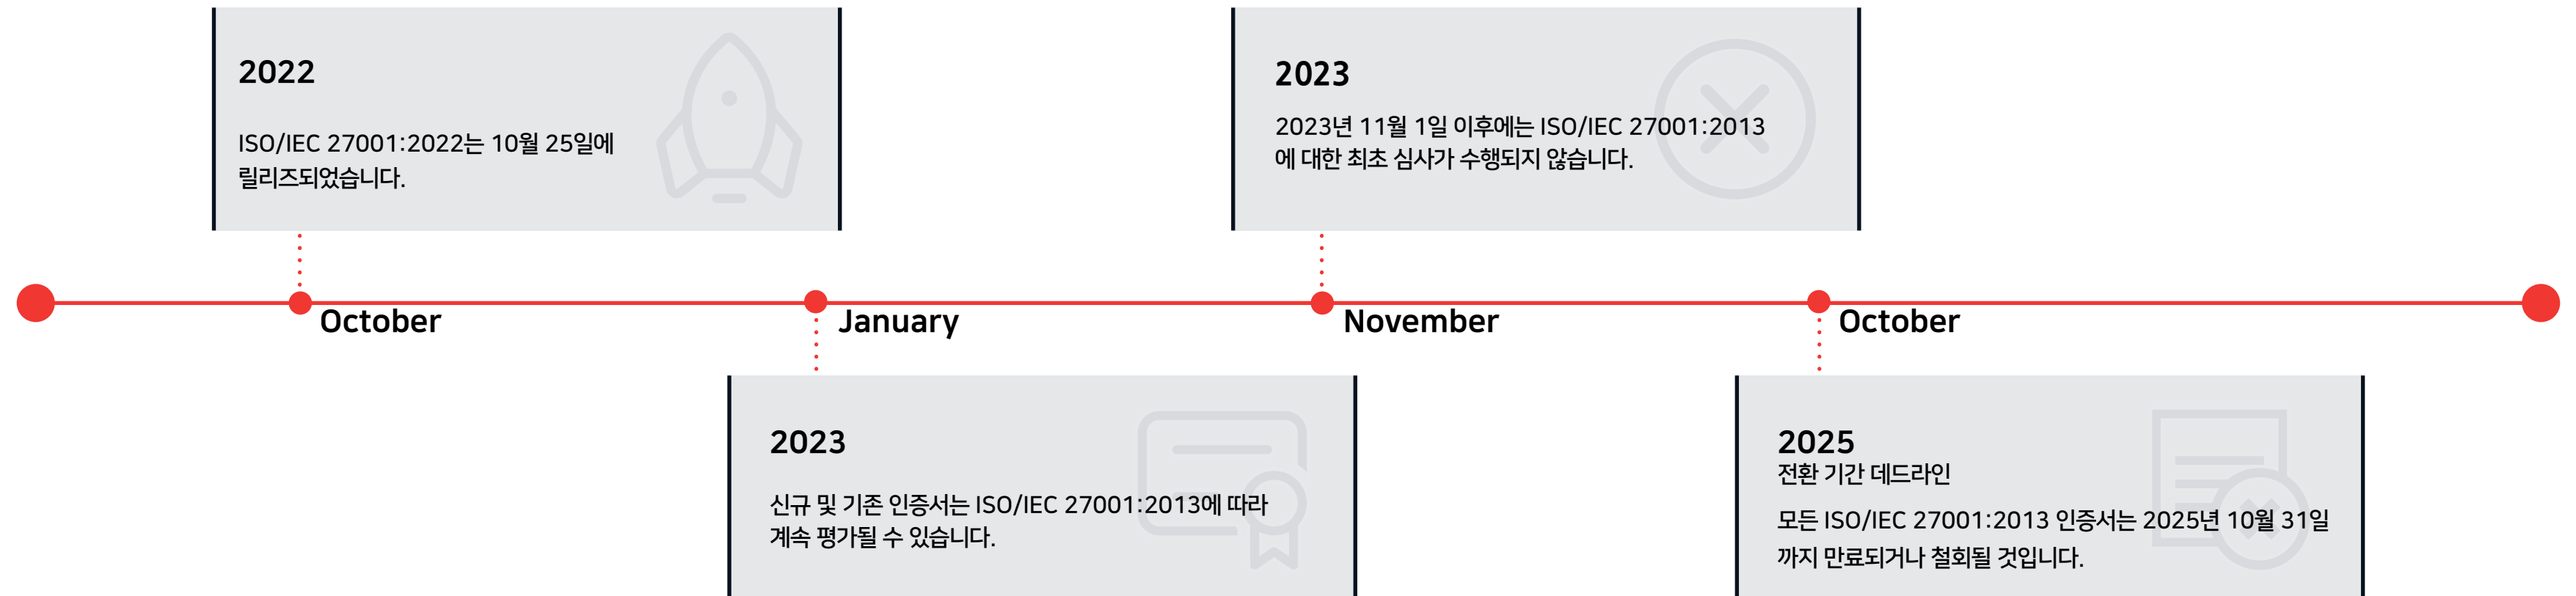 2022
ISO/IEC 27001:2022는 10월 25일에
릴리즈되었습니다.
2023
2023년 11월 1일 이후에는 ISO/IEC 27001:2013
에 대한 최초 심사가 수행되지 않습니다.
October
January
November
October
2023
신규 및 기존 인증서는 ISO/IEC 27001:2013에 따라
계속 평가될 수 있습니다.
2025
전환 기간 데드라인
모든 ISO/IEC 27001:2013 인증서는 2025년 10월 31일
까지 만료되거나 철회될 것입니다.